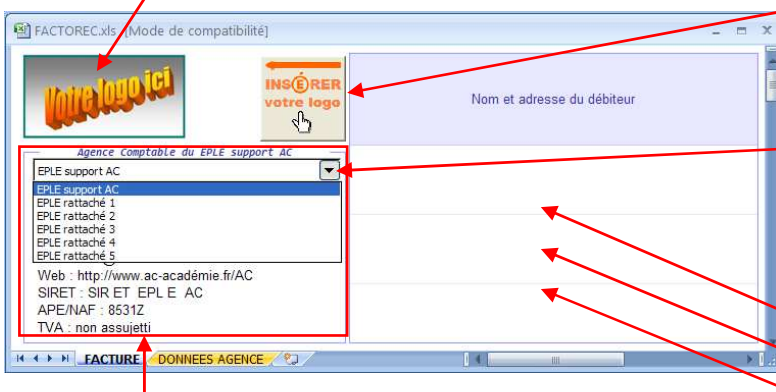 FACTOREC.xls [Mode de compatibilité]
Votre logo ici
INSÉRER
votre logo
Nom et adresse du débiteur
Agence Comptable du EPLE support AC
EPLE support AC
EPLE support AC
EPLE rattaché 1
EPLE rattaché 2
EPLE rattaché 3
EPLE rattaché 4
EPLE rattaché 5
Web : http://www.ac-académie.fr/AC
SIRET : SIR ET EPL E AC
APE/NAF : 8531Z
TVA : non assujetti
FACTURE DONNEES AGENCE